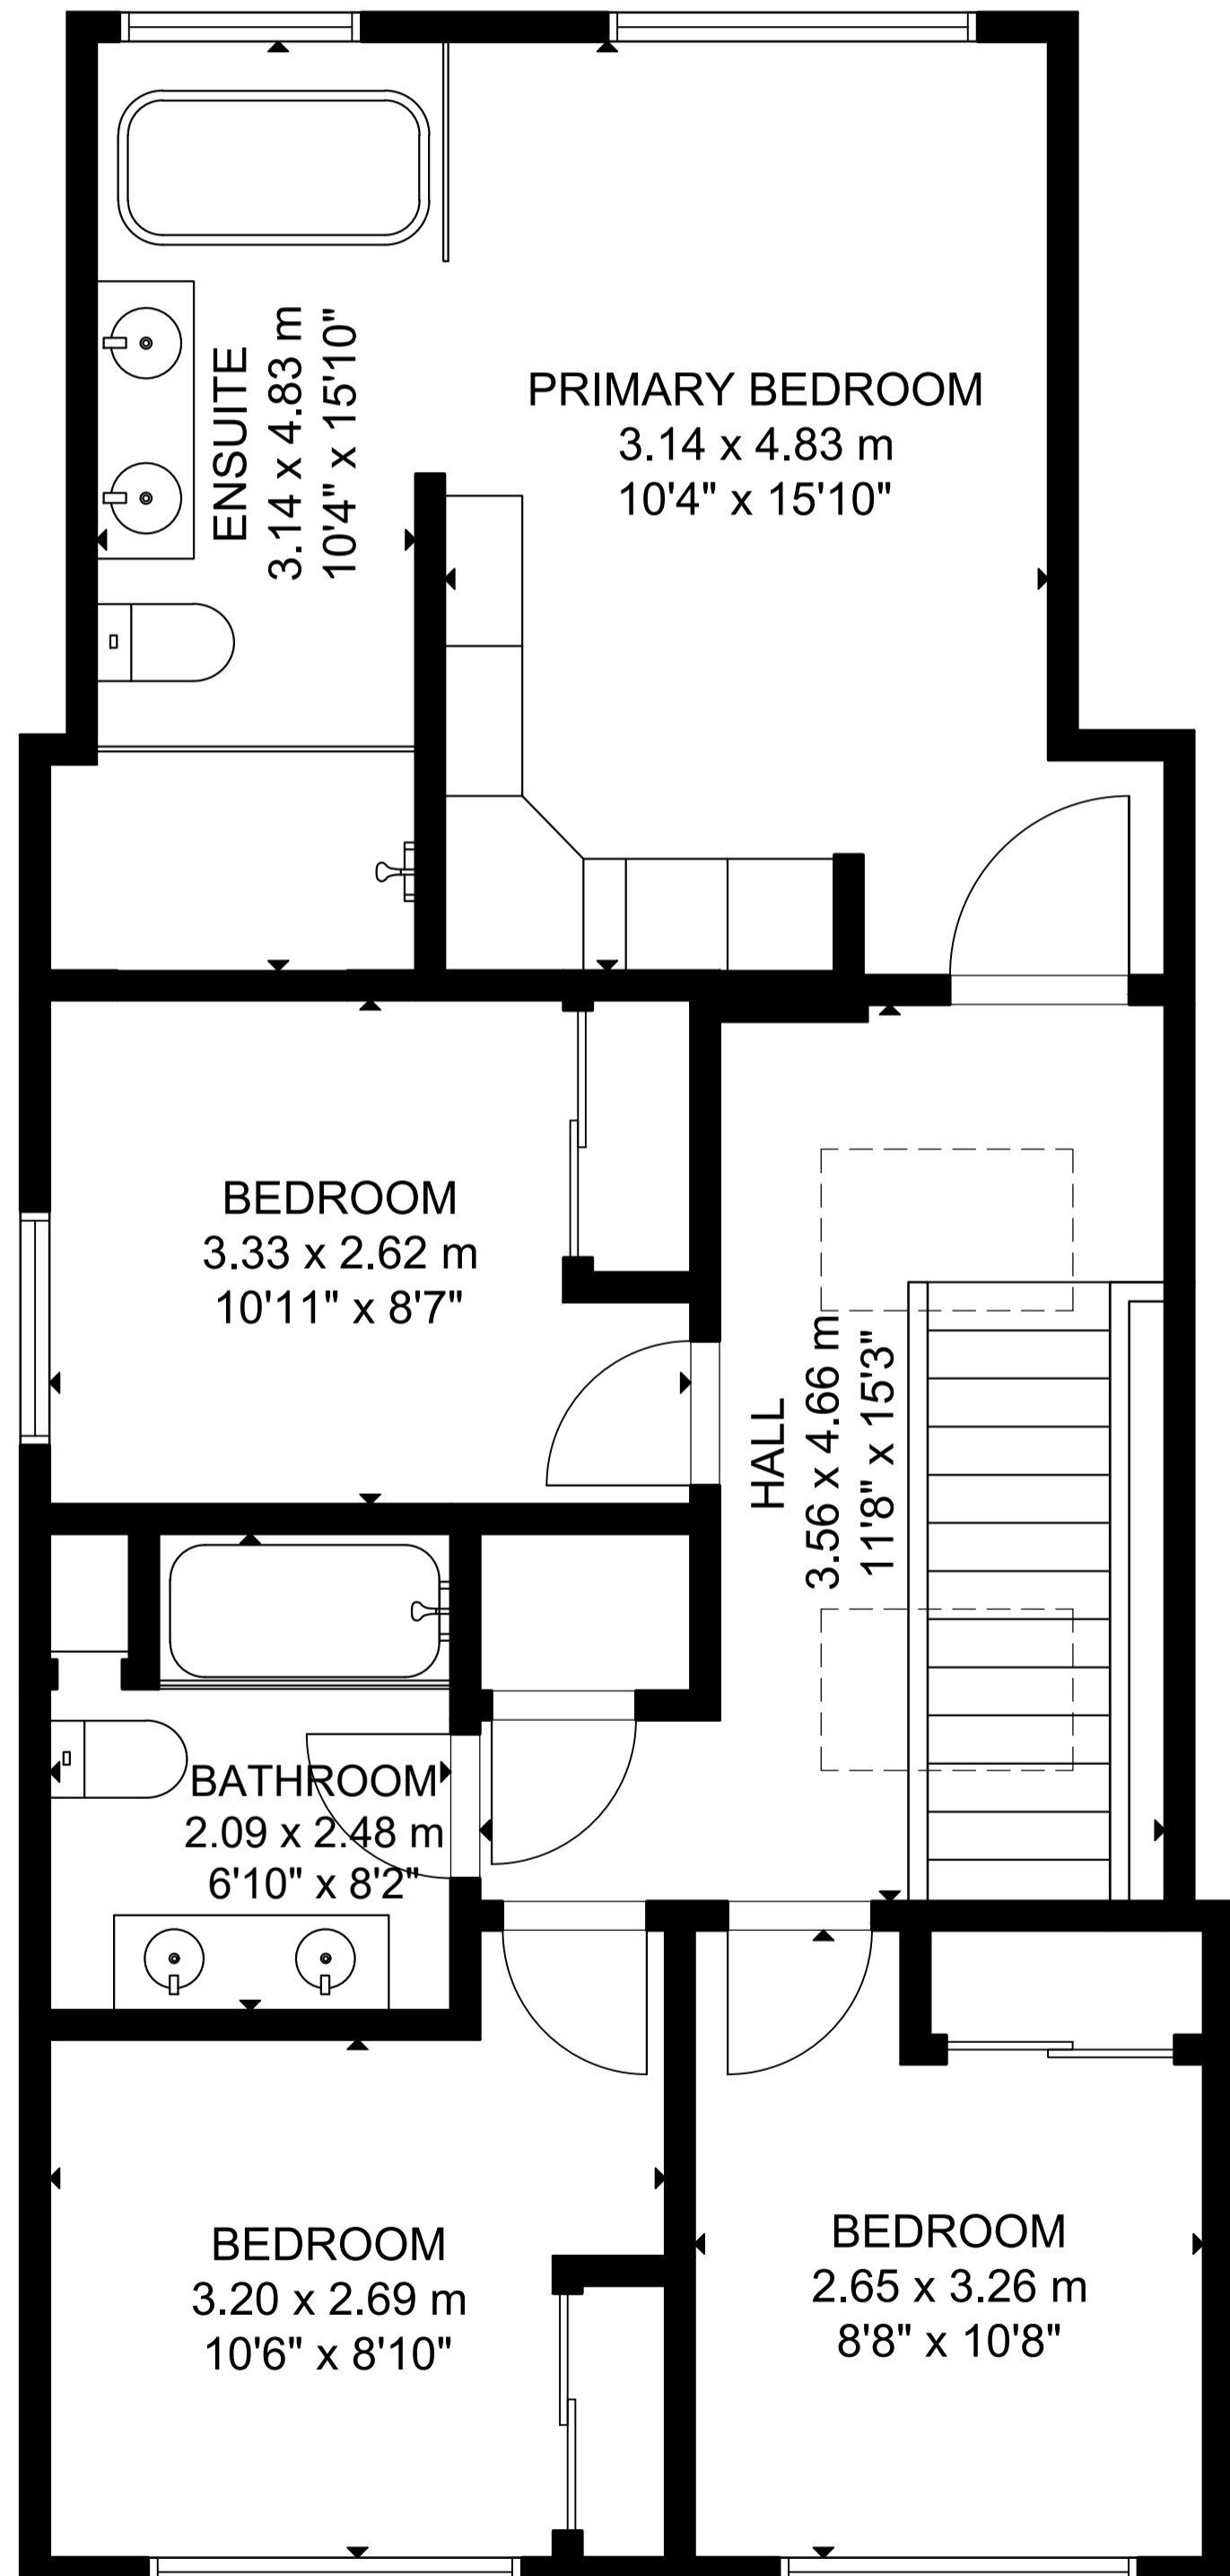 ENSUITE
3.14 x 4.83 m
10'4" x 15'10"
PRIMARY BEDROOM
3.14 x 4.83 m
10'4" x 15'10"
BEDROOM
3.33 x 2.62 m
10'11" x 8'7"
HALL
3.56 x 4.66 m
11'8" x 15'3"
BATHROOM
2.09 x 2.48 m
6'10" x 8'2"
BEDROOM
3.20 x 2.69 m
10'6" x 8'10"
BEDROOM
2.65 x 3.26 m
8'8" x 10'8"